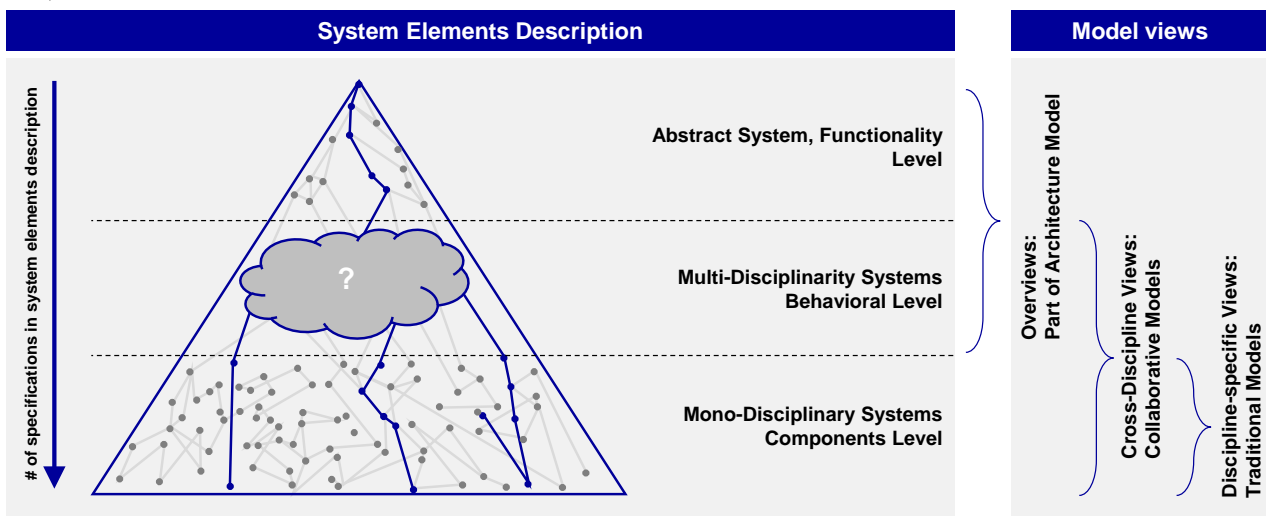 System Elements Description
Model views
# of specifications in system elements description
Abstract System, Functionality
Level
?
Multi-Disciplinarity Systems
Behavioral Level
Mono-Disciplinary Systems
Components Level
Overviews:
Part of Architecture Model
Cross-Discipline Views:
Collaborative Models
Discipline-specific Views:
Traditional Models